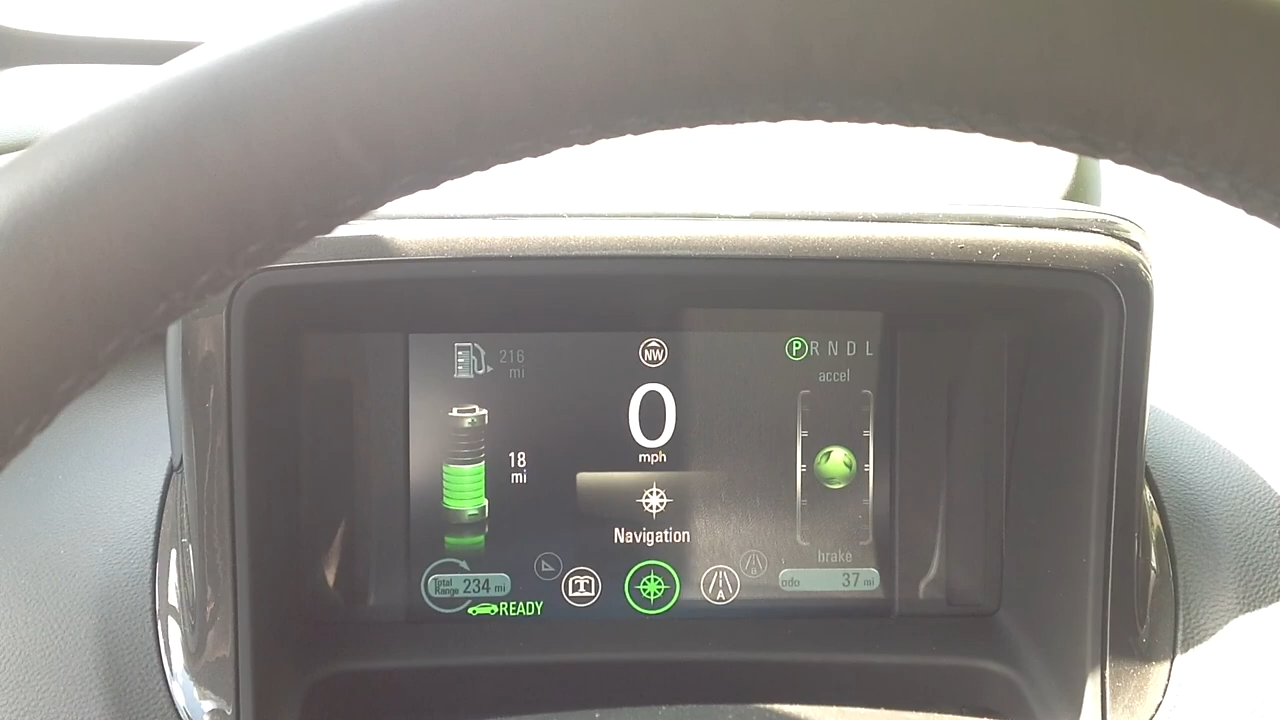 216
mi
NW
P R N D L
accel
0
mph
18
mi
Navigation
brake
Total
Range 234 mi
READY
T
A
B
odo 37 mi